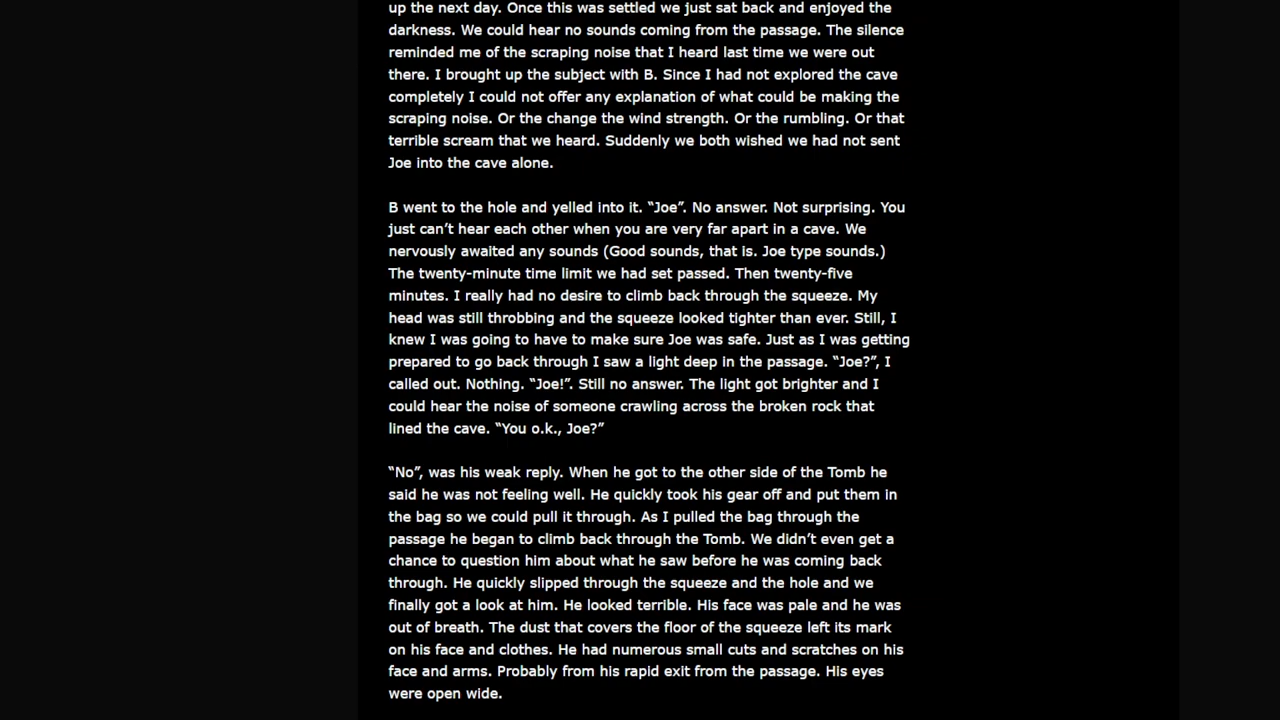 up the next day. Once this was settled we just sat back and enjoyed the
darkness. We could hear no sounds coming from the passage. The silence
reminded me of the scraping noise that I heard last time we were out
there. I brought up the subject with B. Since I had not explored the cave
completely I could not offer any explanation of what could be making the
scraping noise. Or the change the wind strength. Or the rumbling. Or that
terrible scream that we heard. Suddenly we both wished we had not sent
Joe into the cave alone.
B went to the hole and yelled into it. “Joe”. No answer. Not surprising. You
just can’t hear each other when you are very far apart in a cave. We
nervously awaited any sounds (Good sounds, that is. Joe type sounds.)
The twenty-minute time limit we had set passed. Then twenty-five
minutes. I really had no desire to climb back through the squeeze. My
head was still throbbing and the squeeze looked tighter than ever. Still, I
knew I was going to have to make sure Joe was safe. Just as I was getting
prepared to go back through I saw a light deep in the passage. “Joe?”, I
called out. Nothing. “Joe!”. Still no answer. The light got brighter and I
could hear the noise of someone crawling across the broken rock that
lined the cave. “You o.k., Joe?”
“No”, was his weak reply. When he got to the other side of the Tomb he
said he was not feeling well. He quickly took his gear off and put them in
the bag so we could pull it through. As I pulled the bag through the
passage he began to climb back through the Tomb. We didn’t even get a
chance to question him about what he saw before he was coming back
through. He quickly slipped through the squeeze and the hole and we
finally got a look at him. He looked terrible. His face was pale and he was
out of breath. The dust that covers the floor of the squeeze left its mark
on his face and clothes. He had numerous small cuts and scratches on his
face and arms. Probably from his rapid exit from the passage. His eyes
were open wide.